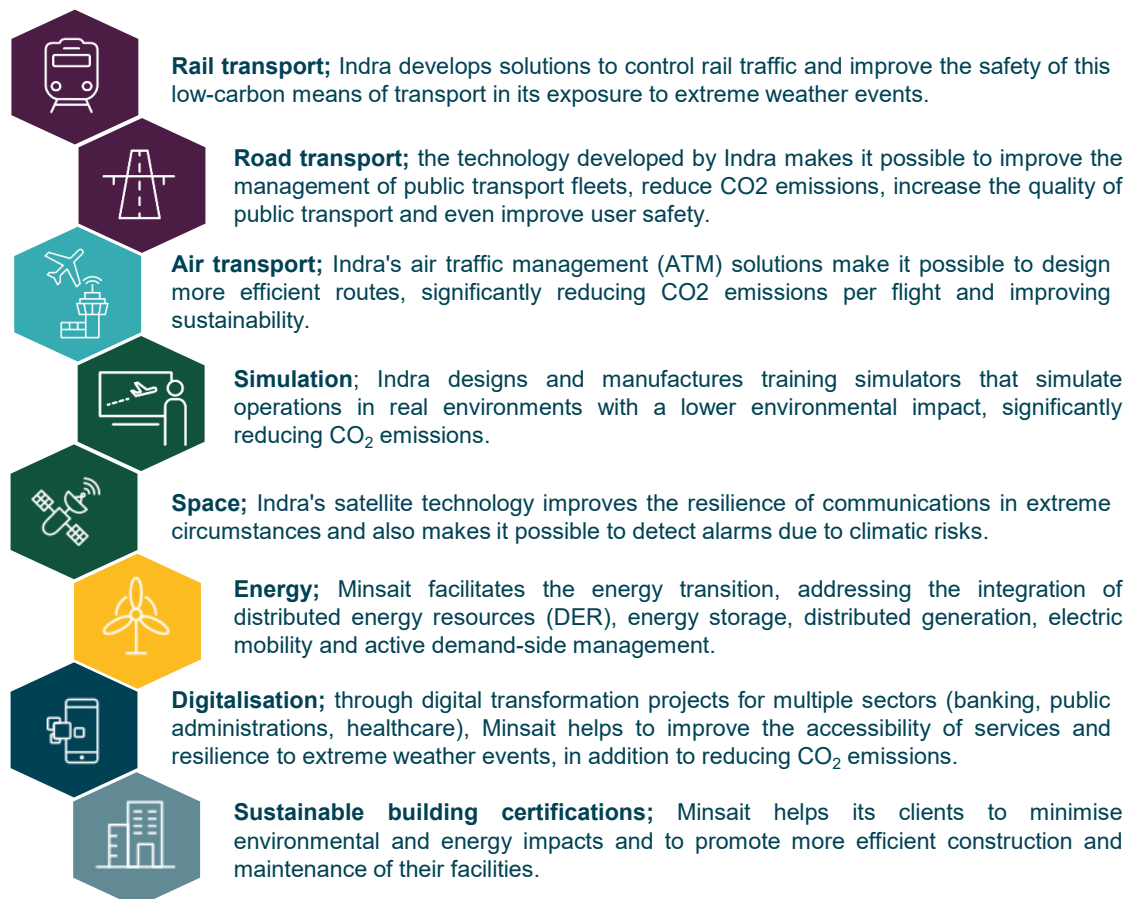 Rail transport; Indra develops solutions to control rail traffic and improve the safety of this
low-carbon means of transport in its exposure to extreme weather events.
Road transport; the technology developed by Indra makes it possible to improve the
management of public transport fleets, reduce CO2 emissions, increase the quality of
public transport and even improve user safety.
Air transport; Indra's air traffic management (ATM) solutions make it possible to design
more efficient routes, significantly reducing CO2 emissions per flight and improving
sustainability.
Simulation; Indra designs and manufactures training simulators that simulate
operations in real environments with a lower environmental impact, significantly
reducing CO₂ emissions.
Space; Indra's satellite technology improves the resilience of communications in extreme
circumstances and also makes it possible to detect alarms due to climatic risks.
Energy; Minsait facilitates the energy transition, addressing the integration of
distributed energy resources (DER), energy storage, distributed generation, electric
mobility and active demand-side management.
Digitalisation; through digital transformation projects for multiple sectors (banking, public
administrations, healthcare), Minsait helps to improve the accessibility of services and
resilience to extreme weather events, in addition to reducing CO₂ emissions.
Sustainable building certifications; Minsait helps its clients to minimise
environmental and energy impacts and to promote more efficient construction and
maintenance of their facilities.